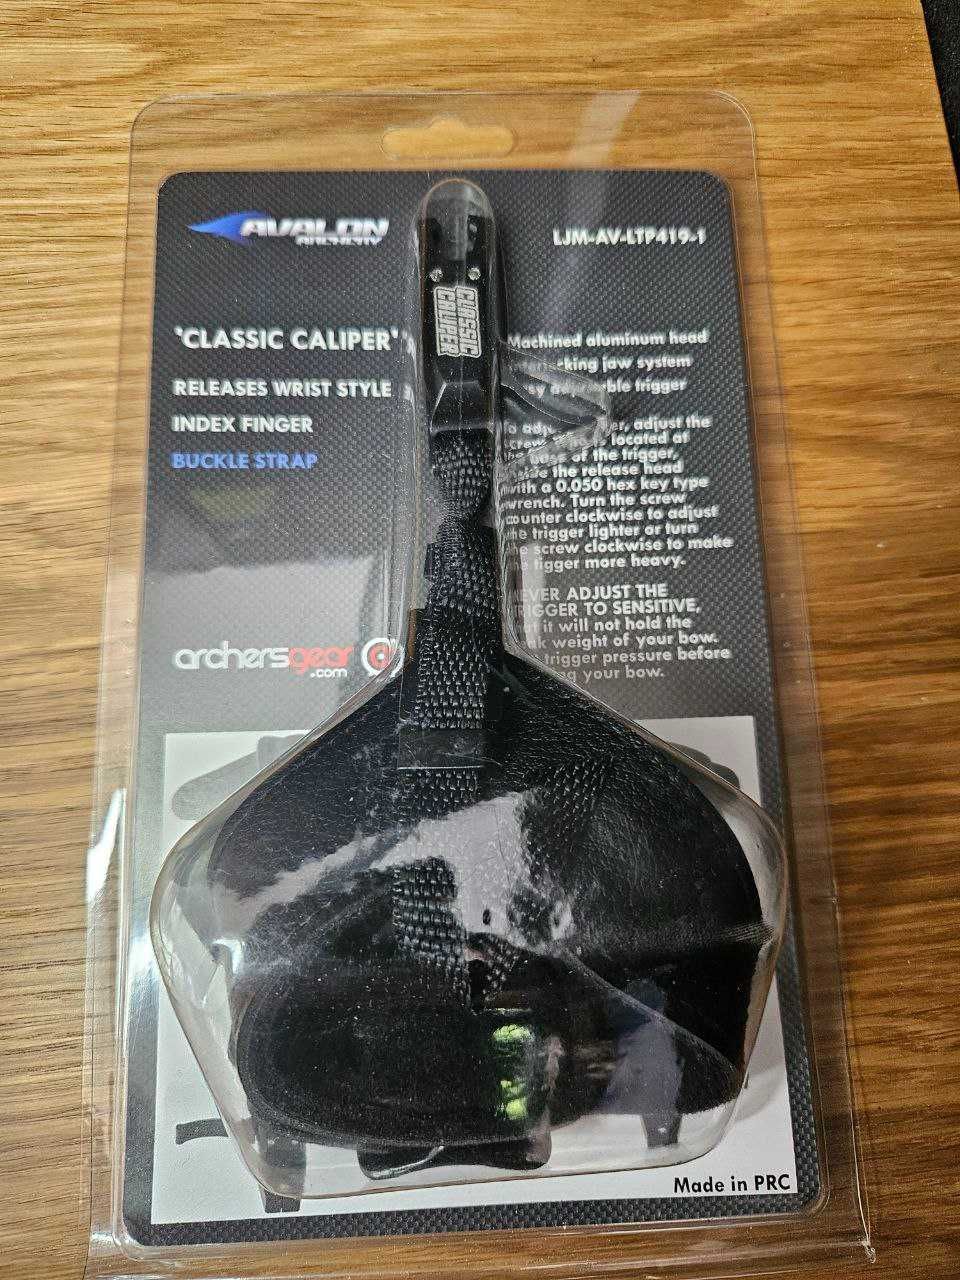 AVALON
ARCHERY
LJM-AV-LTP419-1
CLASSIC
CALIPER
'CLASSIC CALIPER'
RELEASES WRIST STYLE
INDEX FINGER
BUCKLE STRAP
Machined aluminum head
jaw system
trigger
adjust the
located at
of the trigger,
the release head
with a 0.050 hex key type
wrench. Turn the screw
counter clockwise to adjust
the trigger lighter or turn
the screw clockwise to make
the tigger more heavy.
NEVER ADJUST THE
TRIGGER TO SENSITIVE,
it will not hold the
weight of your bow.
trigger pressure before
your bow.
archersgear
.com
Made in PRC